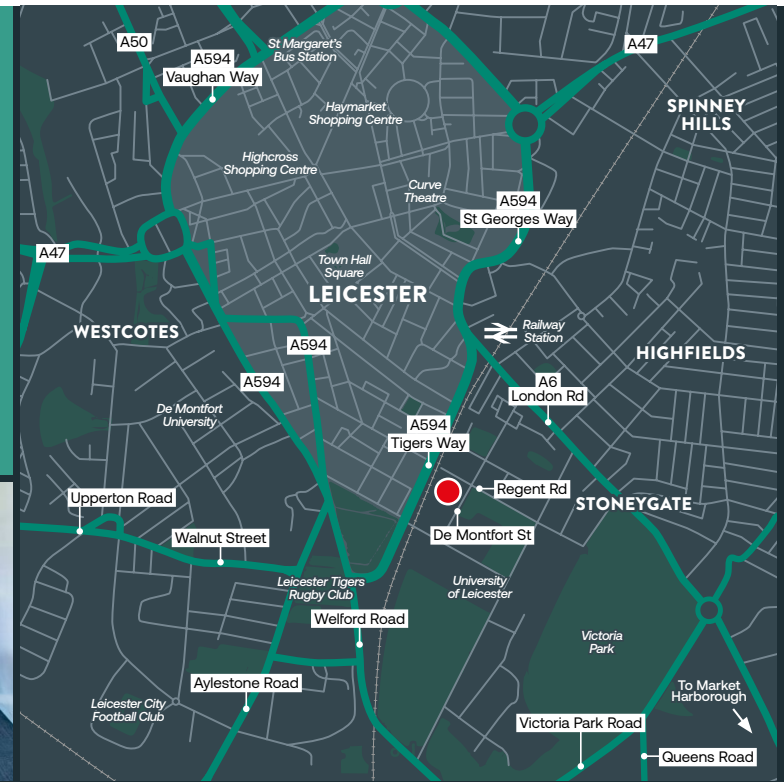 A50
A594
Vaughan Way
St Margaret's
Bus Station
A47
Haymarket
Shopping Centre
SPINNEY
HILLS
Highcross
Shopping Centre
Curve
Theatre
A594
St Georges Way
A47
Town Hall
Square
LEICESTER
WESTCOTES
Railway
Station
A594
HIGHFIELDS
A594
A6
London Rd
De Montfort
University
A594
Tigers Way
Regent Rd
Upperton Road
STONEYGATE
De Montfort St
Walnut Street
Leicester Tigers
Rugby Club
University
of Leicester
Welford Road
Victoria
Park
Aylestone Road
To Market
Harborough
Leicester City
Football Club
Victoria Park Road
Queens Road